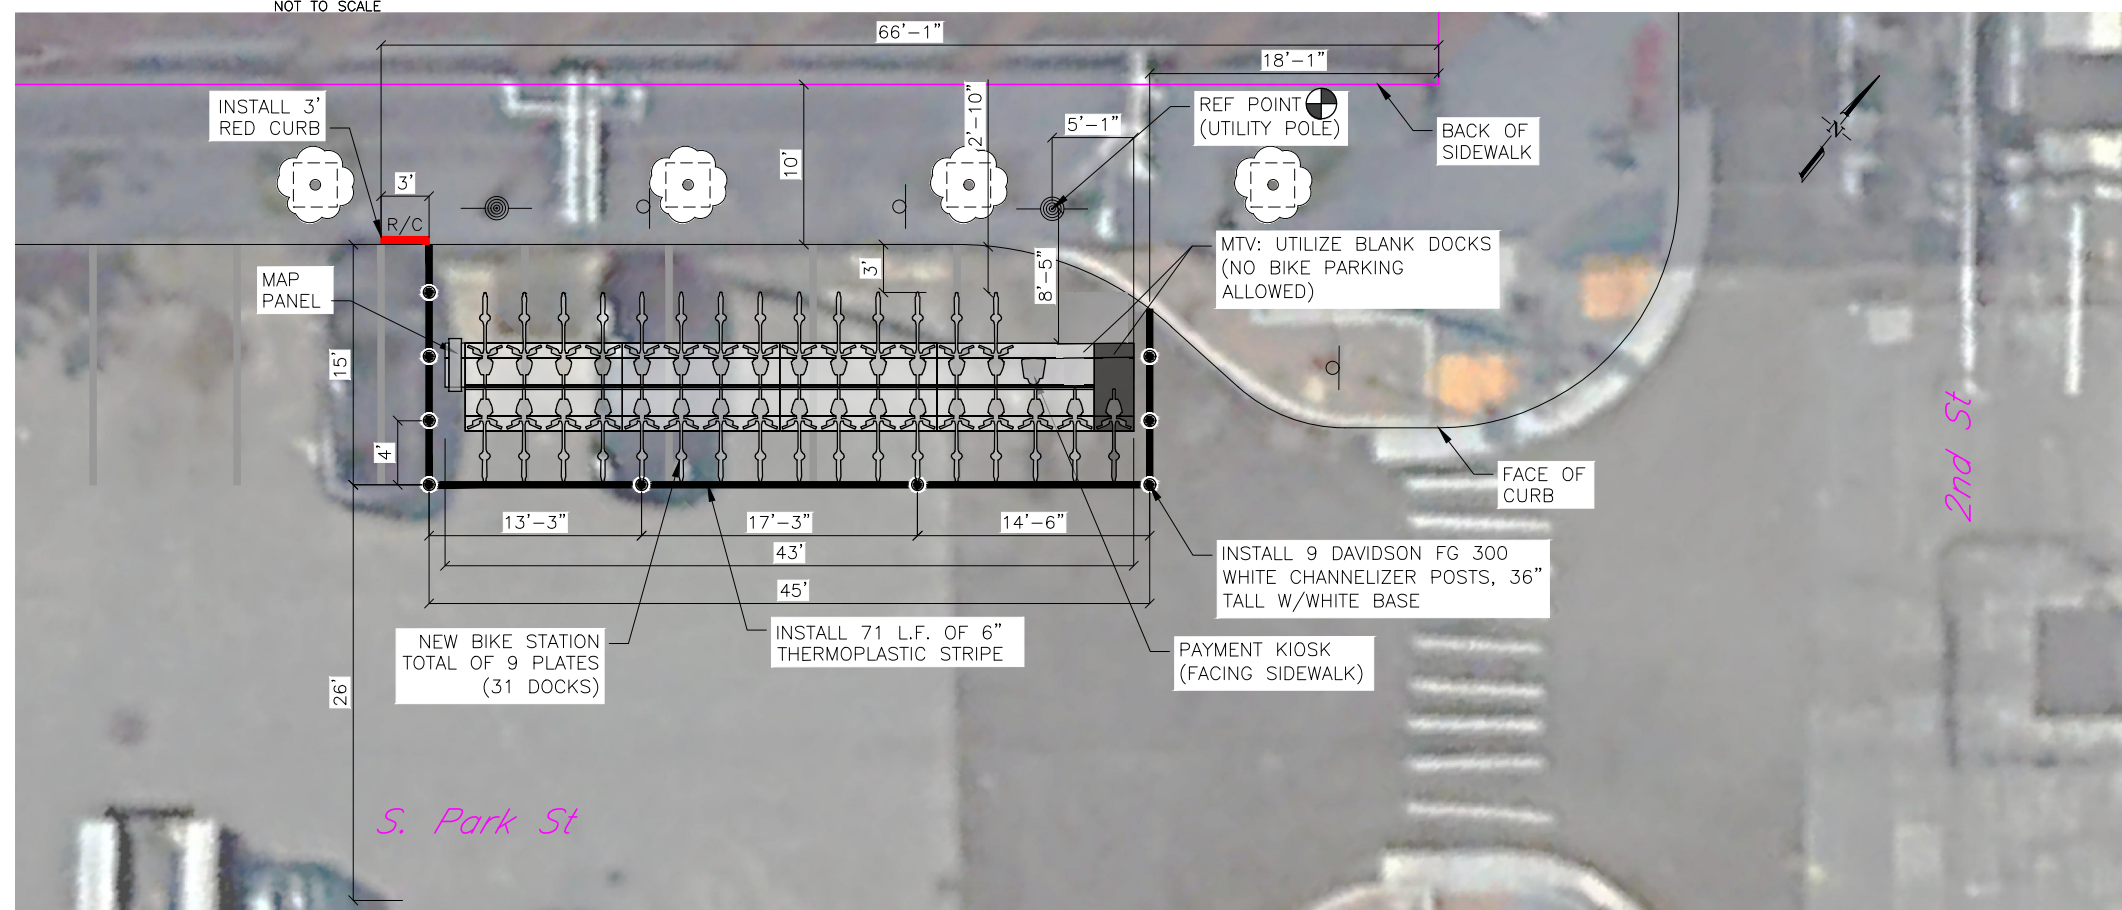 NOT TO SCALE
66'-1"
18'-1"
INSTALL 3'
RED CURB
3'
R/C
10'
2'-10"
5'-1"
REF POINT
(UTILITY POLE)
BACK OF
SIDEWALK
N
MAP
PANEL
3'
8'-5"
MTV: UTILIZE BLANK DOCKS
(NO BIKE PARKING
ALLOWED)
15'
4'
2nd St
FACE OF
CURB
13'-3"
17'-3"
14'-6"
43'
45'
INSTALL 9 DAVIDSON FG 300
WHITE CHANNELIZER POSTS, 36"
TALL W/WHITE BASE
NEW BIKE STATION
TOTAL OF 9 PLATES
(31 DOCKS)
INSTALL 71 L.F. OF 6"
THERMOPLASTIC STRIPE
PAYMENT KIOSK
(FACING SIDEWALK)
26'
S. Park St